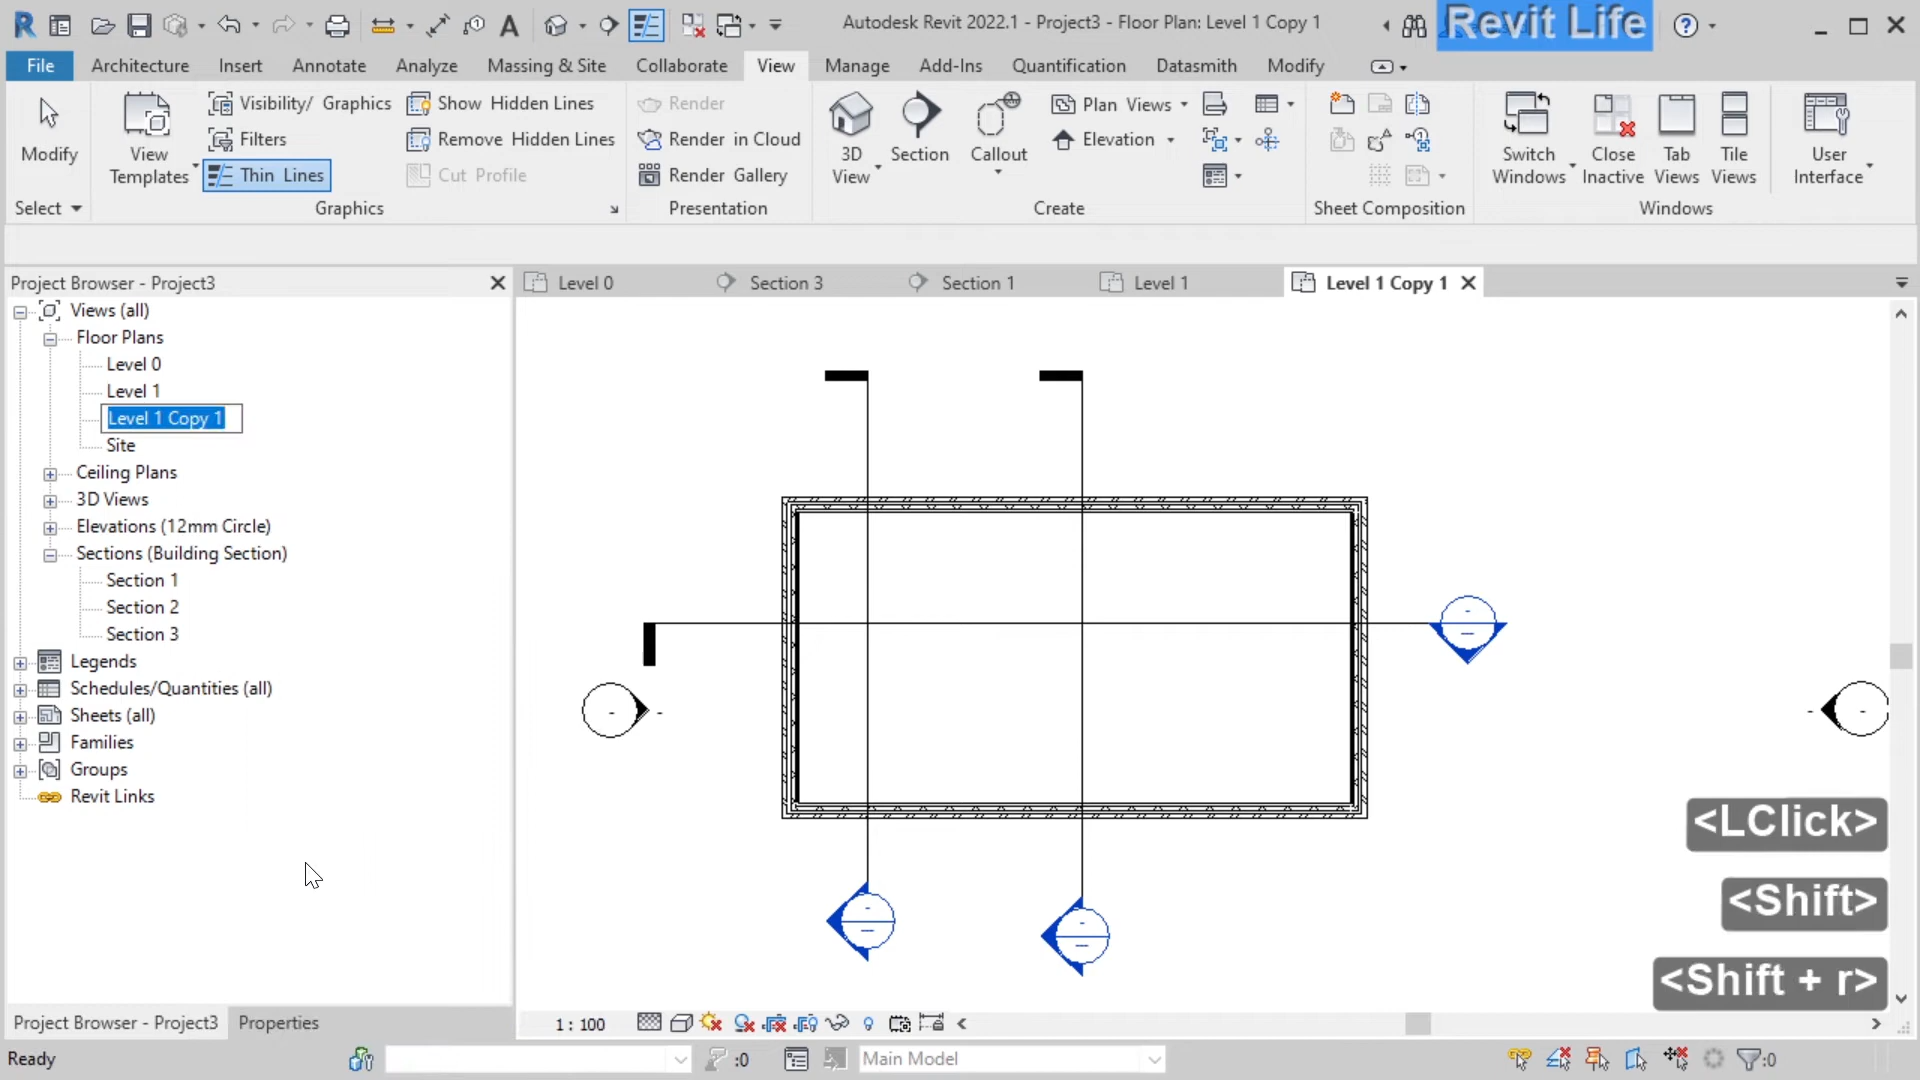 Autodesk Revit 2022.1 - Project3 - Floor Plan: Level 1 Copy 1
Revit Life
File Architecture Insert Annotate Analyze Massing & Site Collaborate View Manage Add-Ins Quantification Datasmith Modify
Modify
View Templates
Visibility/ Graphics
Filters
Thin Lines
Show Hidden Lines
Remove Hidden Lines
Cut Profile
Render
Render in Cloud
Render Gallery
3D View
Section
Callout
Plan Views
Elevation
Switch Windows
Close Inactive
Tab Views
Tile Views
User Interface
Select Graphics Presentation Create Sheet Composition Windows
Project Browser - Project3
Level 0 Section 3 Section 1 Level 1 Level 1 Copy 1
Views (all)
Floor Plans
Level 0
Level 1
Level 1 Copy 1
Site
Ceiling Plans
3D Views
Elevations (12mm Circle)
Sections (Building Section)
Section 1
Section 2
Section 3
Legends
Schedules/Quantities (all)
Sheets (all)
Families
Groups
Revit Links
<LClick>
<Shift>
<Shift + r>
Project Browser - Project3 Properties
1 : 100
Ready
:0
Main Model
:0